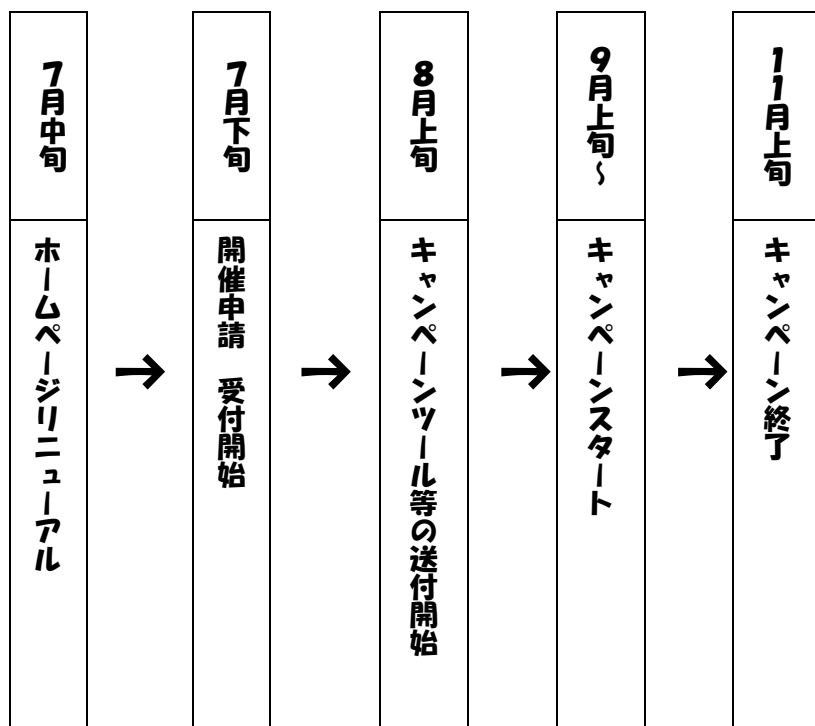 7月中旬
ホームページリニューアル
→
7月下旬
開催申請　受付開始
→
8月上旬
キャンペーンツール等の送付開始
→
9月上旬～
キャンペーンスタート
→
11月上旬
キャンペーン終了